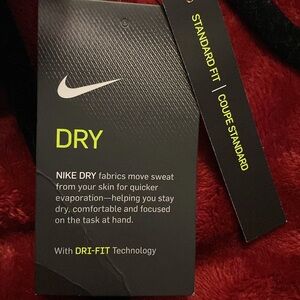 DRY
NIKE DRY fabrics move sweat
from your skin for quicker
evaporation—helping you stay
dry, comfortable and focused
on the task at hand.
With DRI-FIT Technology
STANDARD FIT | COUPE STANDARD